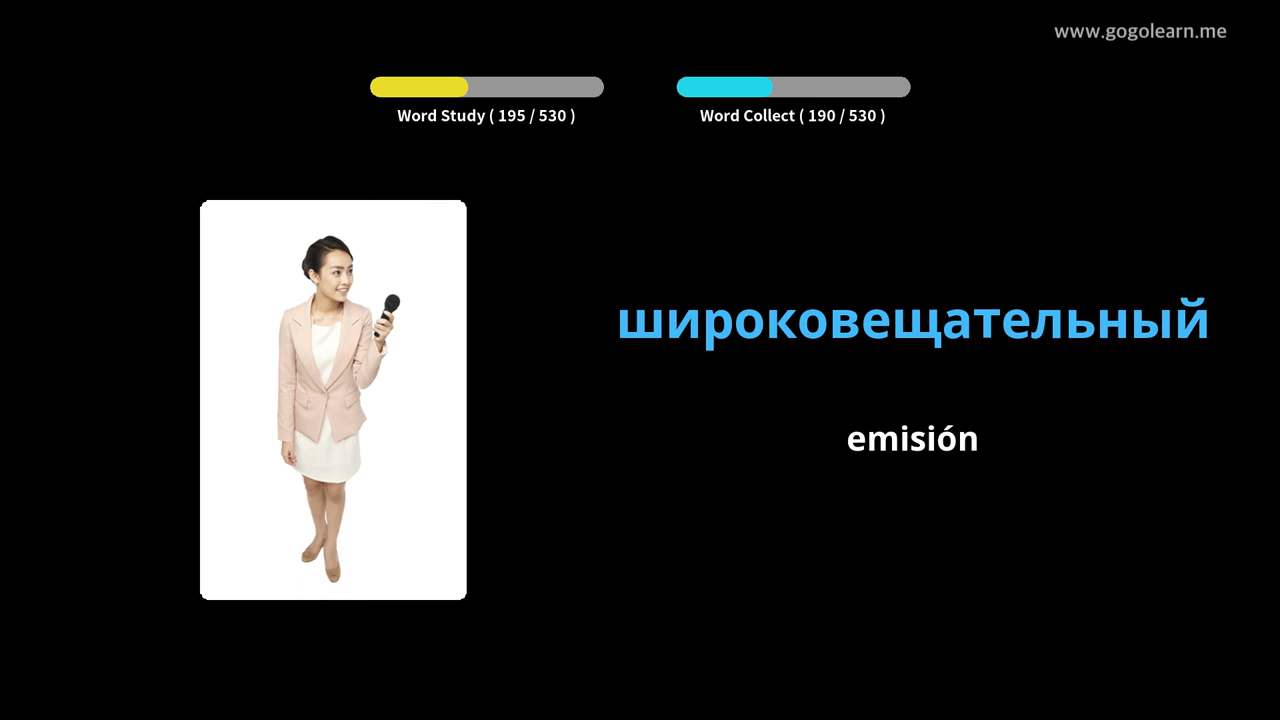 www.gogolearn.me
Word Study ( 195 / 530 )
Word Collect ( 190 / 530 )
широковещательный
emisión